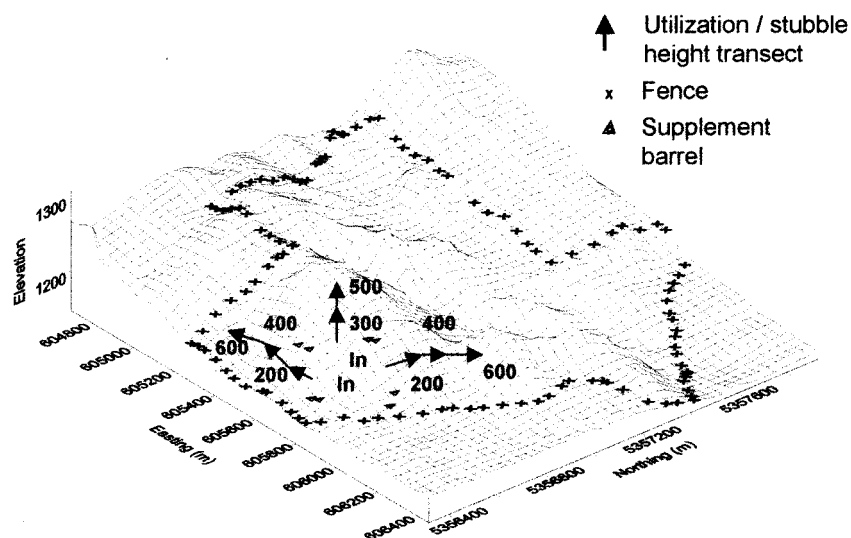 Utilization / stubble
height transect
Fence
Supplement
barrel
1300
1200
Elevation
500
400
300
400
600
In
200
In
200
600
604800
605000
605200
605400
605600
605800
606000
606200
606400
Easting (m)
5356400
5356800
5357200
5357600
Northing (m)